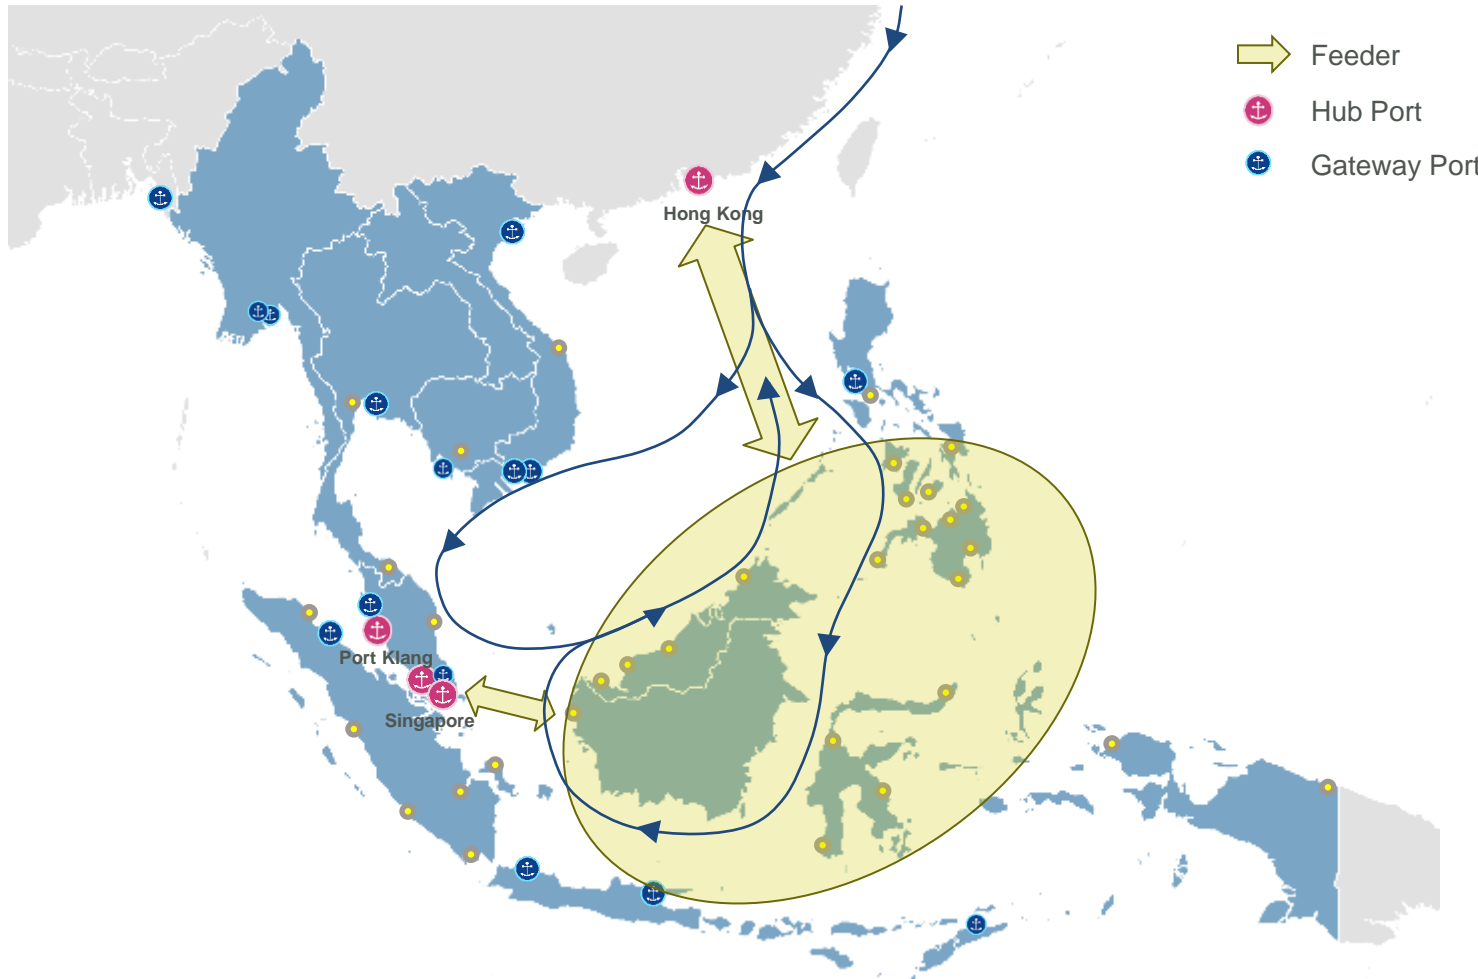 Feeder
Hub Port
Gateway Port
Hong Kong
Port Klang
Singapore